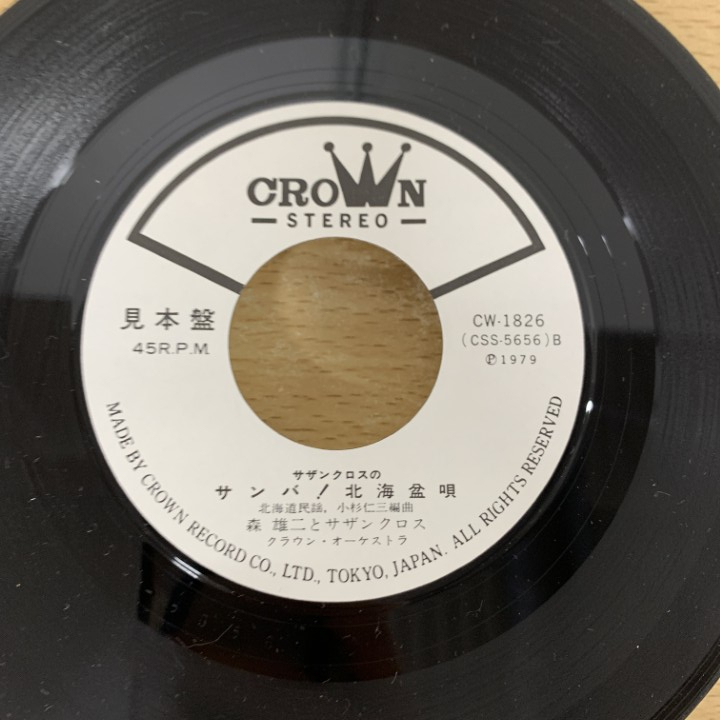 CROWN
STEREO
見本盤
45R.P.M.
CW-1826
(CSS-5656)B
Ⓟ1979
サザンクロスの
サンバ!北海盆唄
北海道民謡, 小杉仁三編曲
森 雄二とサザンクロス
クラウン・オーケストラ
MADE BY CROWN RECORD CO., LTD., TOKYO, JAPAN. ALL RIGHTS RESERVED